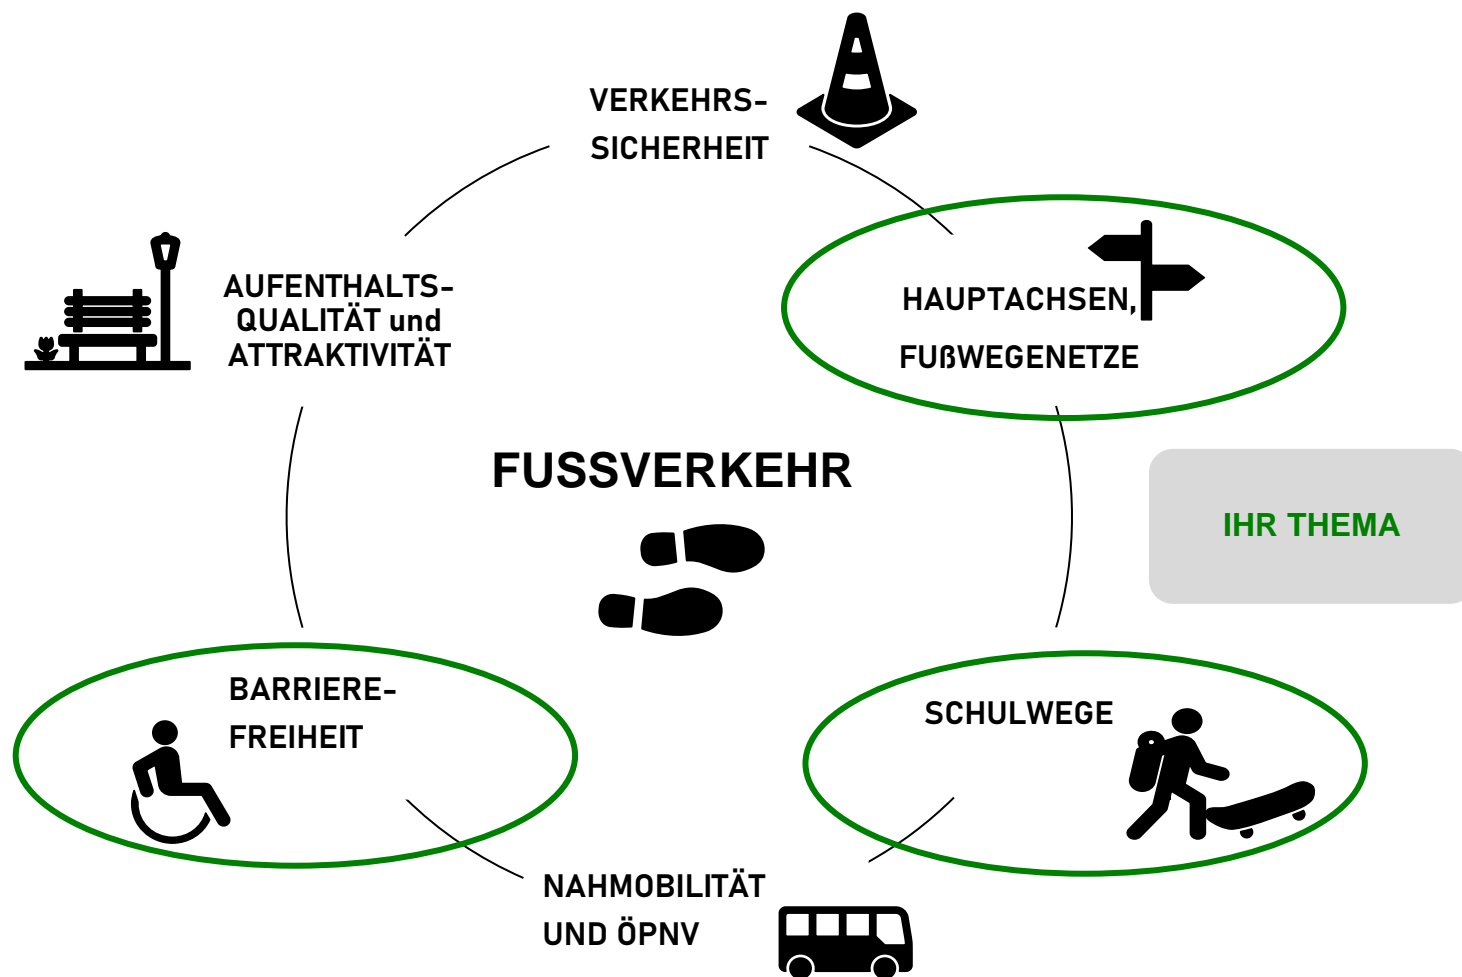 VERKEHRS-
SICHERHEIT
HAUPTACHSEN,
FUßWEGENETZE
AUFENTHALTS-
QUALITÄT und
ATTRAKTIVITÄT
FUSSVERKEHR
IHR THEMA
BARRIERE-
FREIHEIT
SCHULWEGE
NAHMOBILITÄT
UND ÖPNV